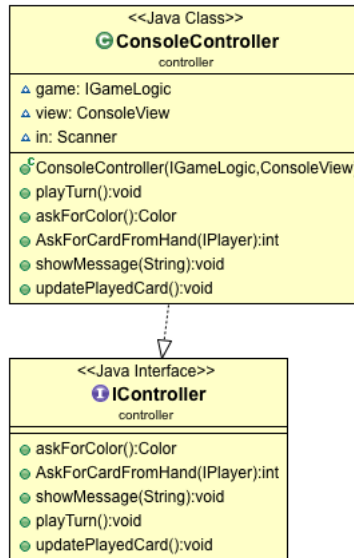 <<Java Class>>
ConsoleController
controller
game: IGameLogic
view: ConsoleView
in: Scanner
ConsoleController(IGameLogic,ConsoleView
playTurn():void
askForColor():Color
AskForCardFromHand(IPlayer):int
showMessage(String):void
updatePlayedCard():void
<<Java Interface>>
IController
controller
askForColor():Color
AskForCardFromHand(IPlayer):int
showMessage(String):void
playTurn():void
updatePlayedCard():void